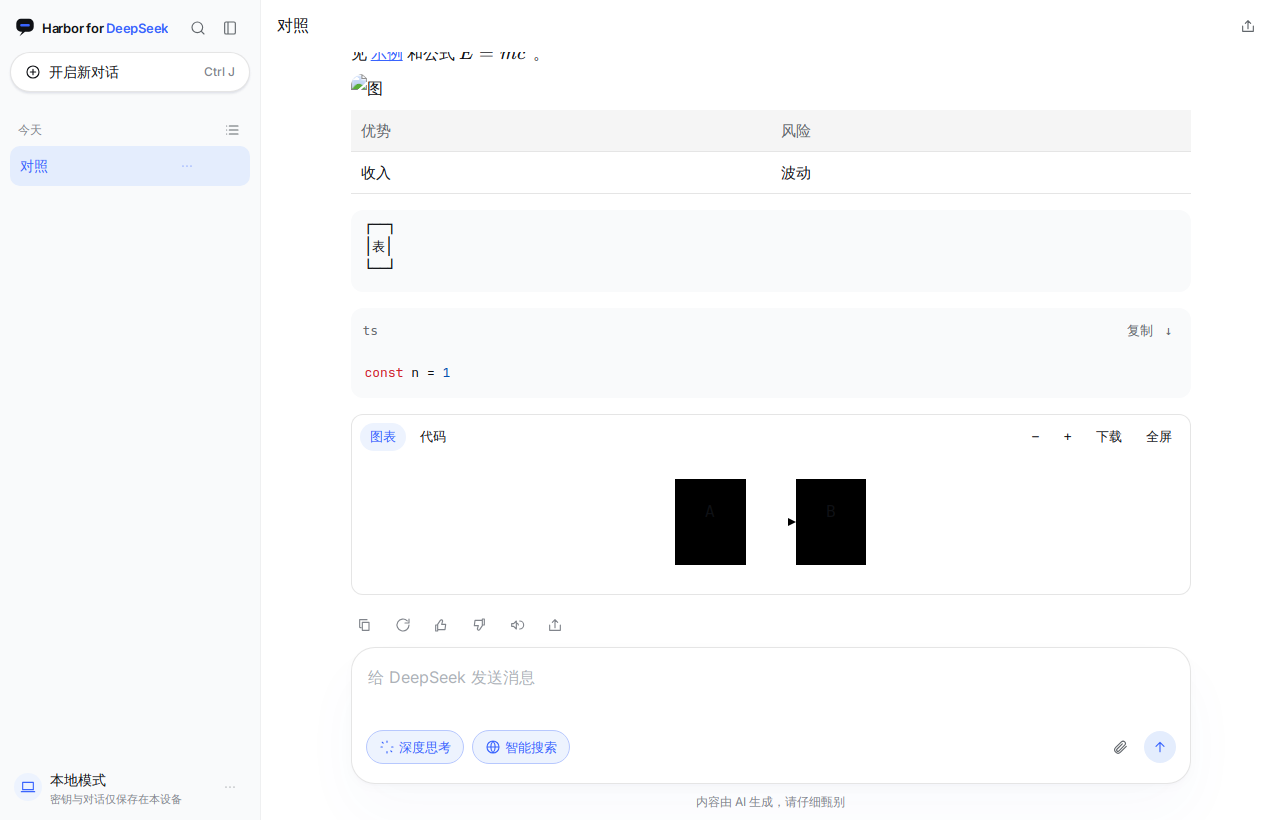 Harbor for DeepSeek
开启新对话 Ctrl J
今天
对照
本地模式
密钥与对话仅保存在本设备
对照
见 示例 和公式 E = mc 。
图
优势 风险
收入 波动
表
ts 复制 ↓
const n = 1
图表 代码 − + 下载 全屏
A B
给 DeepSeek 发送消息
深度思考 智能搜索
内容由 AI 生成，请仔细甄别